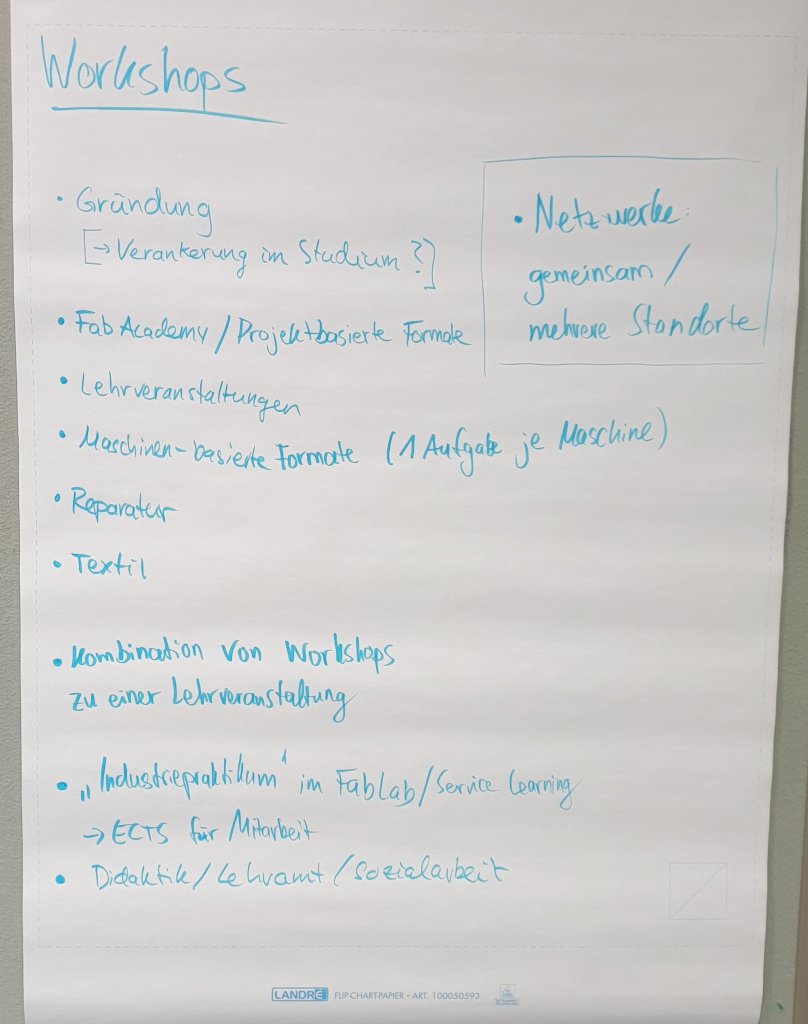 Workshops
• Gründung
[→ Verankerung im Studium?]
• Netzwerke:
gemeinsam /
mehrere Standorte
• Fab Academy / Projektbasierte Formate
• Lehrveranstaltungen
• Maschinen-basierte Formate (1 Aufgabe je Maschine)
• Reparatur
• Textil
• Kombination von Workshops
zu einer Lehrveranstaltung
• „Industriepraktikum" im FabLab/Service Learning
→ ECTS für Mitarbeit
• Didaktik/Lehramt/Sozialarbeit
LANDRÉ FLIP-CHART-PAPIER • ART. 100050593